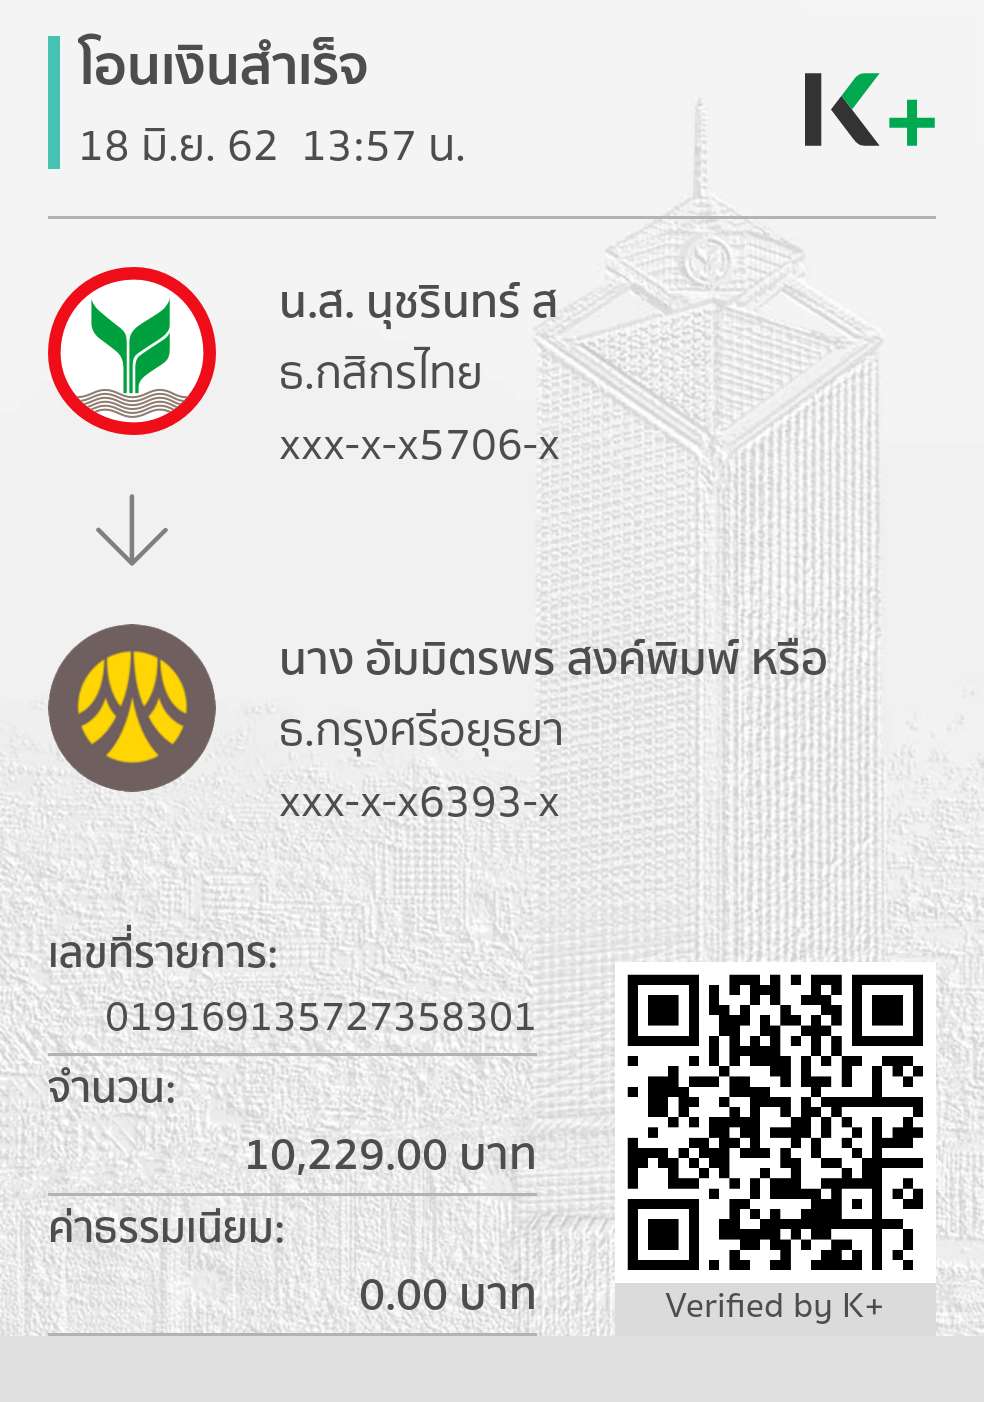 โอนเงินสำเร็จ
18 มิ.ย. 62 13:57 น.
K+
น.ส. นุชรินทร์ ส
ธ.กสิกรไทย
xxx-x-x5706-x
นาง อัมมิตรพร สงค์พิมพ์ หรือ
ธ.กรุงศรีอยุธยา
xxx-x-x6393-x
เลขที่รายการ:
019169135727358301
จำนวน:
10,229.00 บาท
ค่าธรรมเนียม:
0.00 บาท
Verified by K+